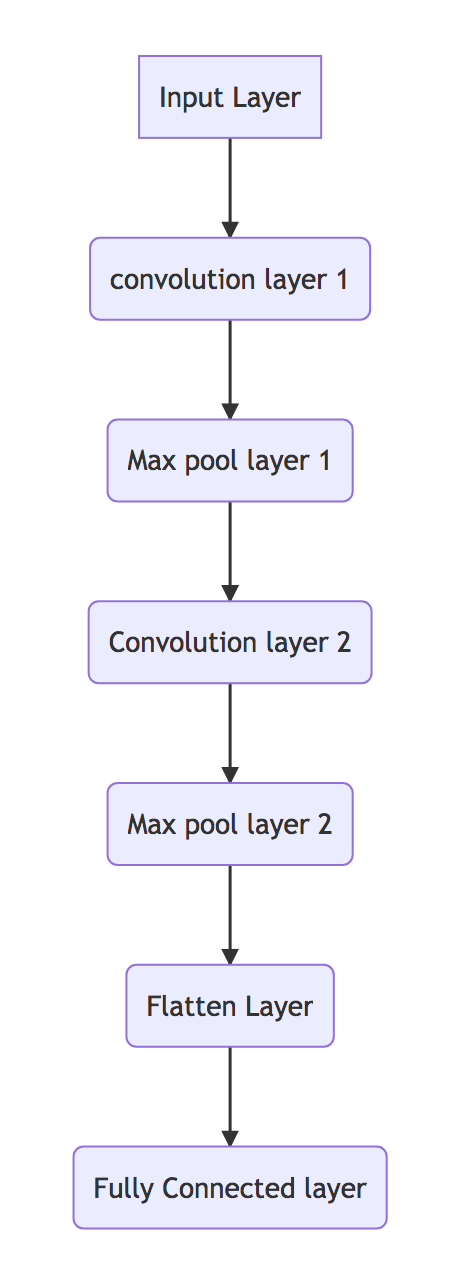 Input Layer
convolution layer 1
Max pool layer 1
Convolution layer 2
Max pool layer 2
Flatten Layer
Fully Connected layer